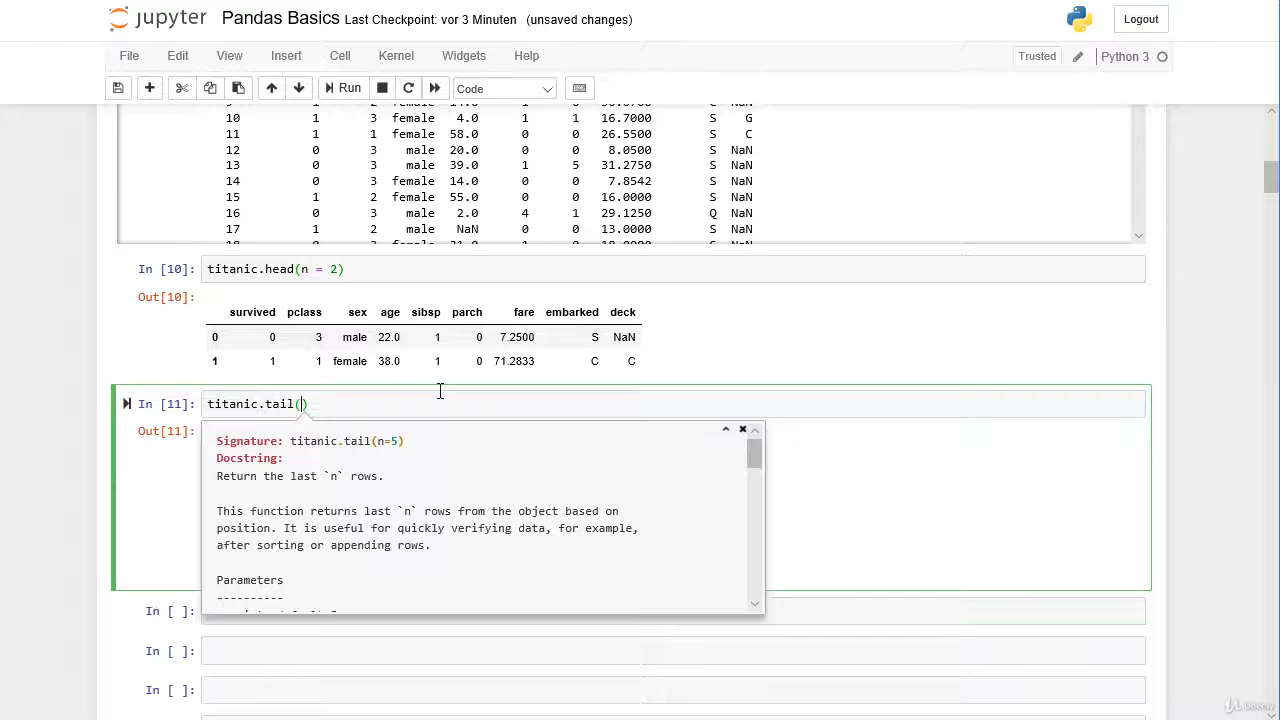 jupyter Pandas Basics Last Checkpoint: vor 3 Minuten (unsaved changes) Logout
File Edit View Insert Cell Kernel Widgets Help Trusted Python 3
Run Code
10 1 3 female 4.0 1 1 16.7000 S G
11 1 1 female 58.0 0 0 26.5500 S C
12 0 3 male 20.0 0 0 8.0500 S NaN
13 0 3 male 39.0 1 5 31.2750 S NaN
14 0 3 female 14.0 0 0 7.8542 S NaN
15 1 2 female 55.0 0 0 16.0000 S NaN
16 0 3 male 2.0 4 1 29.1250 Q NaN
17 1 2 male NaN 0 0 13.0000 S NaN
In [10]: titanic.head(n = 2)
Out[10]:
survived pclass sex age sibsp parch fare embarked deck
0 0 3 male 22.0 1 0 7.2500 S NaN
1 1 1 female 38.0 1 0 71.2833 C C
In [11]: titanic.tail()
Out[11]:
Signature: titanic.tail(n=5)
Docstring:
Return the last `n` rows.
This function returns last `n` rows from the object based on
position. It is useful for quickly verifying data, for example,
after sorting or appending rows.
Parameters
----------
In [ ]:
In [ ]:
In [ ]:
Udemy